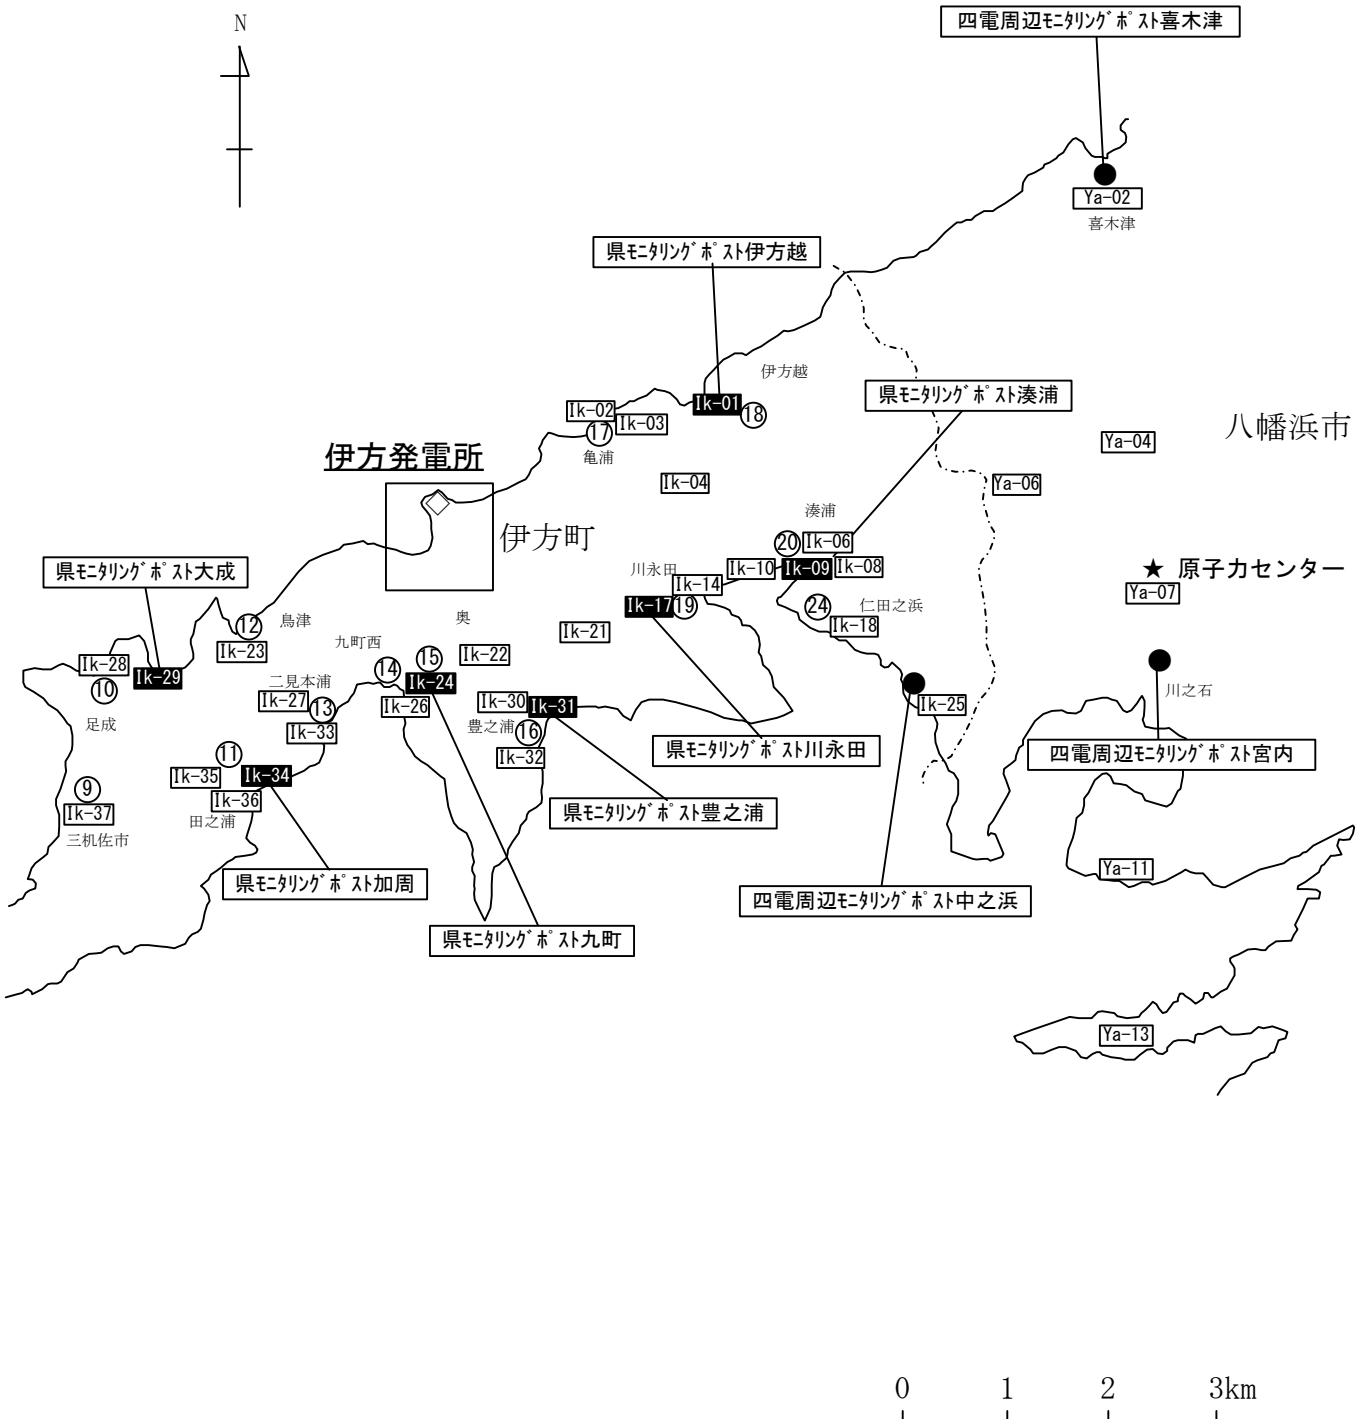 四電周辺ﾓﾆﾀﾘﾝｸﾞﾎﾟｽﾄ喜木津
N
Ya-02
喜木津
県ﾓﾆﾀﾘﾝｸﾞﾎﾟｽﾄ伊方越
伊方越
県ﾓﾆﾀﾘﾝｸﾞﾎﾟｽﾄ湊浦
Ik-02
Ik-01
⑱
Ik-03
⑰
亀浦
八幡浜市
Ya-04
伊方発電所
Ik-04
Ya-06
湊浦
伊方町
⑳
Ik-06
県ﾓﾆﾀﾘﾝｸﾞﾎﾟｽﾄ大成
川永田
Ik-10
Ik-09
Ik-08
★ 原子力センター
Ik-14
Ya-07
Ik-17
⑲
㉔
仁田之浜
奥
⑫
鳥津
Ik-21
Ik-18
九町西
Ik-23
Ik-22
⑮
Ik-28
⑭
Ik-29
二見本浦
Ik-24
⑩
川之石
Ik-27
⑬
Ik-26
Ik-30
Ik-31
Ik-25
足成
Ik-33
豊之浦
⑯
県ﾓﾆﾀﾘﾝｸﾞﾎﾟｽﾄ川永田
四電周辺ﾓﾆﾀﾘﾝｸﾞﾎﾟｽﾄ宮内
⑪
Ik-32
Ik-35
Ik-34
⑨
Ik-36
Ik-37
県ﾓﾆﾀﾘﾝｸﾞﾎﾟｽﾄ豊之浦
田之浦
三机佐市
Ya-11
県ﾓﾆﾀﾘﾝｸﾞﾎﾟｽﾄ加周
四電周辺ﾓﾆﾀﾘﾝｸﾞﾎﾟｽﾄ中之浜
県ﾓﾆﾀﾘﾝｸﾞﾎﾟｽﾄ九町
Ya-13
0 1 2 3km